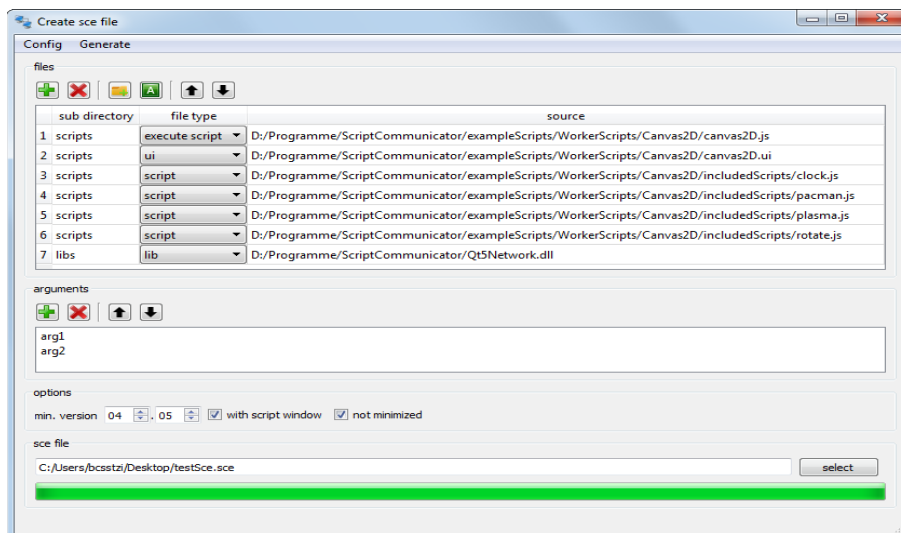 Create sce file
Config Generate
files
A
sub directory file type source
1 scripts execute script D:/Programme/ScriptCommunicator/exampleScripts/WorkerScripts/Canvas2D/canvas2D.js
2 scripts ui D:/Programme/ScriptCommunicator/exampleScripts/WorkerScripts/Canvas2D/canvas2D.ui
3 scripts script D:/Programme/ScriptCommunicator/exampleScripts/WorkerScripts/Canvas2D/includedScripts/clock.js
4 scripts script D:/Programme/ScriptCommunicator/exampleScripts/WorkerScripts/Canvas2D/includedScripts/pacman.js
5 scripts script D:/Programme/ScriptCommunicator/exampleScripts/WorkerScripts/Canvas2D/includedScripts/plasma.js
6 scripts script D:/Programme/ScriptCommunicator/exampleScripts/WorkerScripts/Canvas2D/includedScripts/rotate.js
7 libs lib D:/Programme/ScriptCommunicator/Qt5Network.dll
arguments
arg1
arg2
options
min. version 04 . 05 with script window not minimized
sce file
C:/Users/bcsstzi/Desktop/testSce.sce select